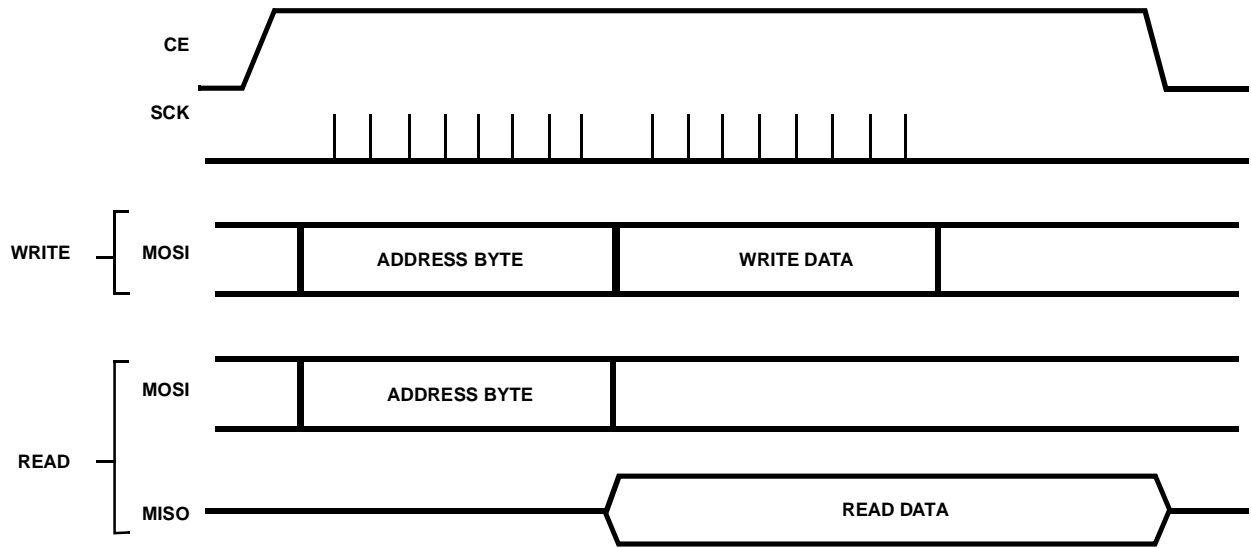 CE
SCK
WRITE
MOSI
ADDRESS BYTE
WRITE DATA
READ
MOSI
ADDRESS BYTE
MISO
READ DATA